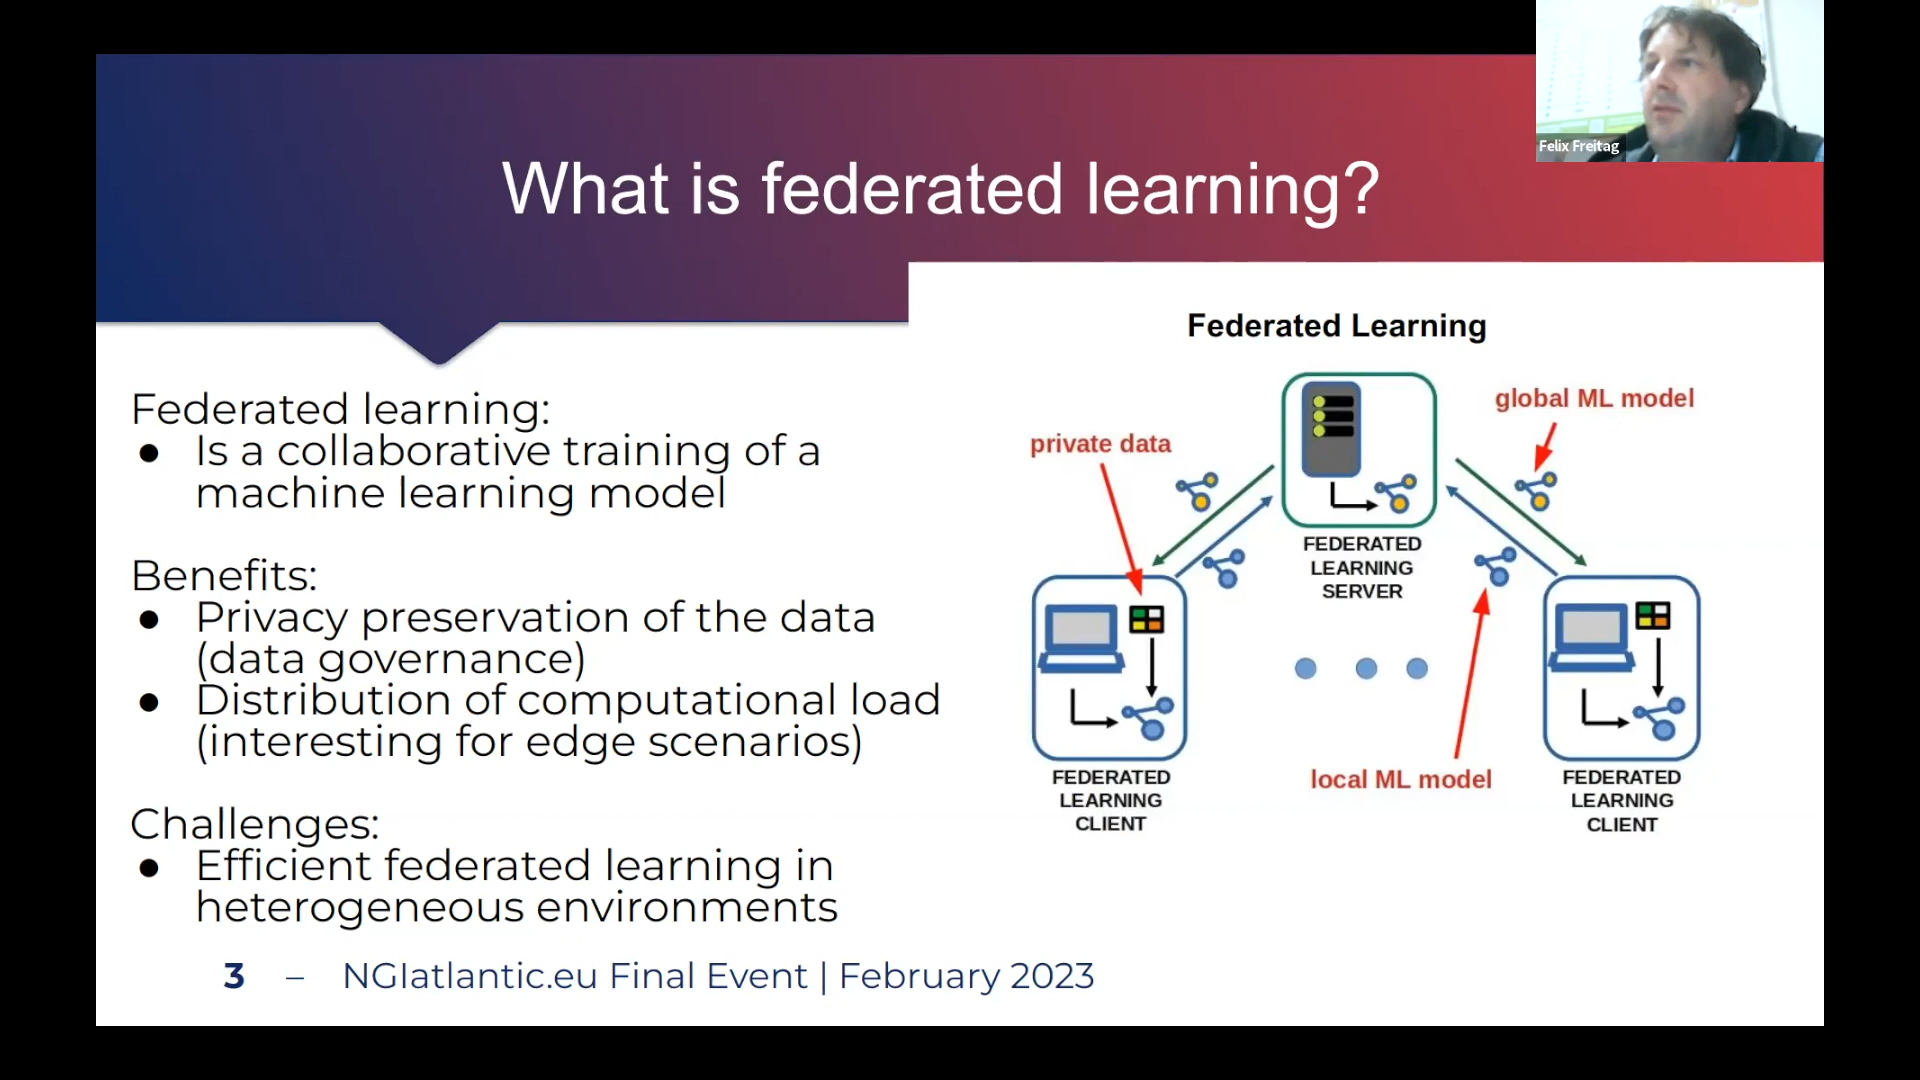 Felix Freitag
What is federated learning?
Federated learning:
● Is a collaborative training of a
machine learning model
Benefits:
● Privacy preservation of the data
(data governance)
● Distribution of computational load
(interesting for edge scenarios)
Challenges:
● Efficient federated learning in
heterogeneous environments
Federated Learning
global ML model
private data
FEDERATED
LEARNING
SERVER
local ML model
FEDERATED
LEARNING
CLIENT
FEDERATED
LEARNING
CLIENT
3 – NGIatlantic.eu Final Event | February 2023